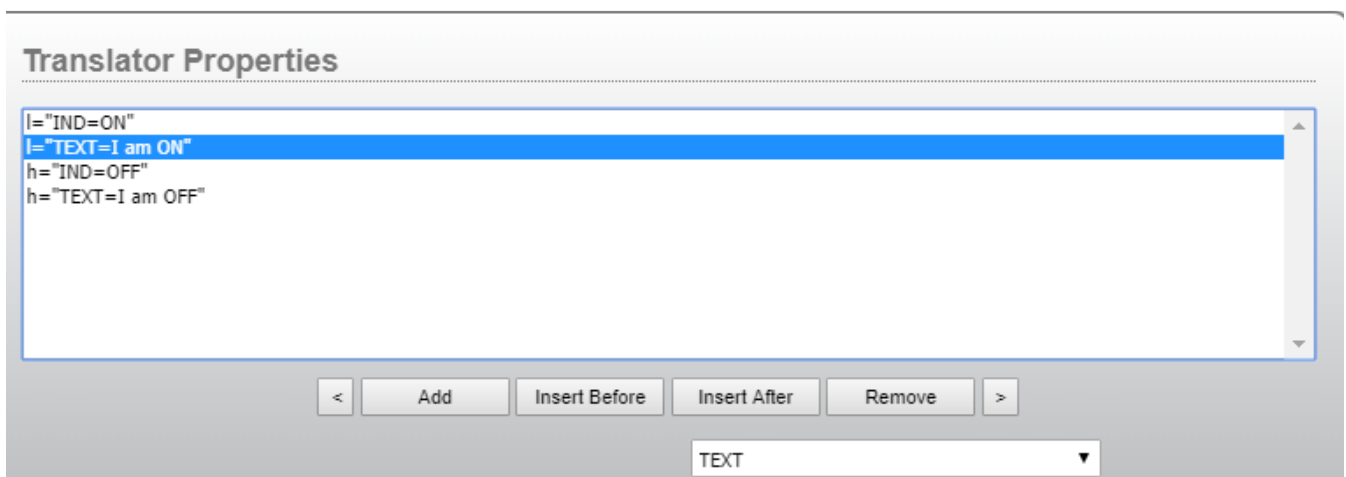 Translator Properties
l="IND=ON"
l="TEXT=I am ON"
h="IND=OFF"
h="TEXT=I am OFF"
< Add Insert Before Insert After Remove >
TEXT